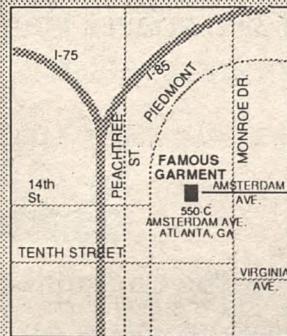 I-75
I-85
PIEDMONT
PEACHTREE
ST.
MONROE DR.
FAMOUS
GARMENT
14th
St.
AMSTERDAM
AVE.
550-C
AMSTERDAM AVE.
ATLANTA, GA
TENTH STREET
VIRGINIA
AVE.